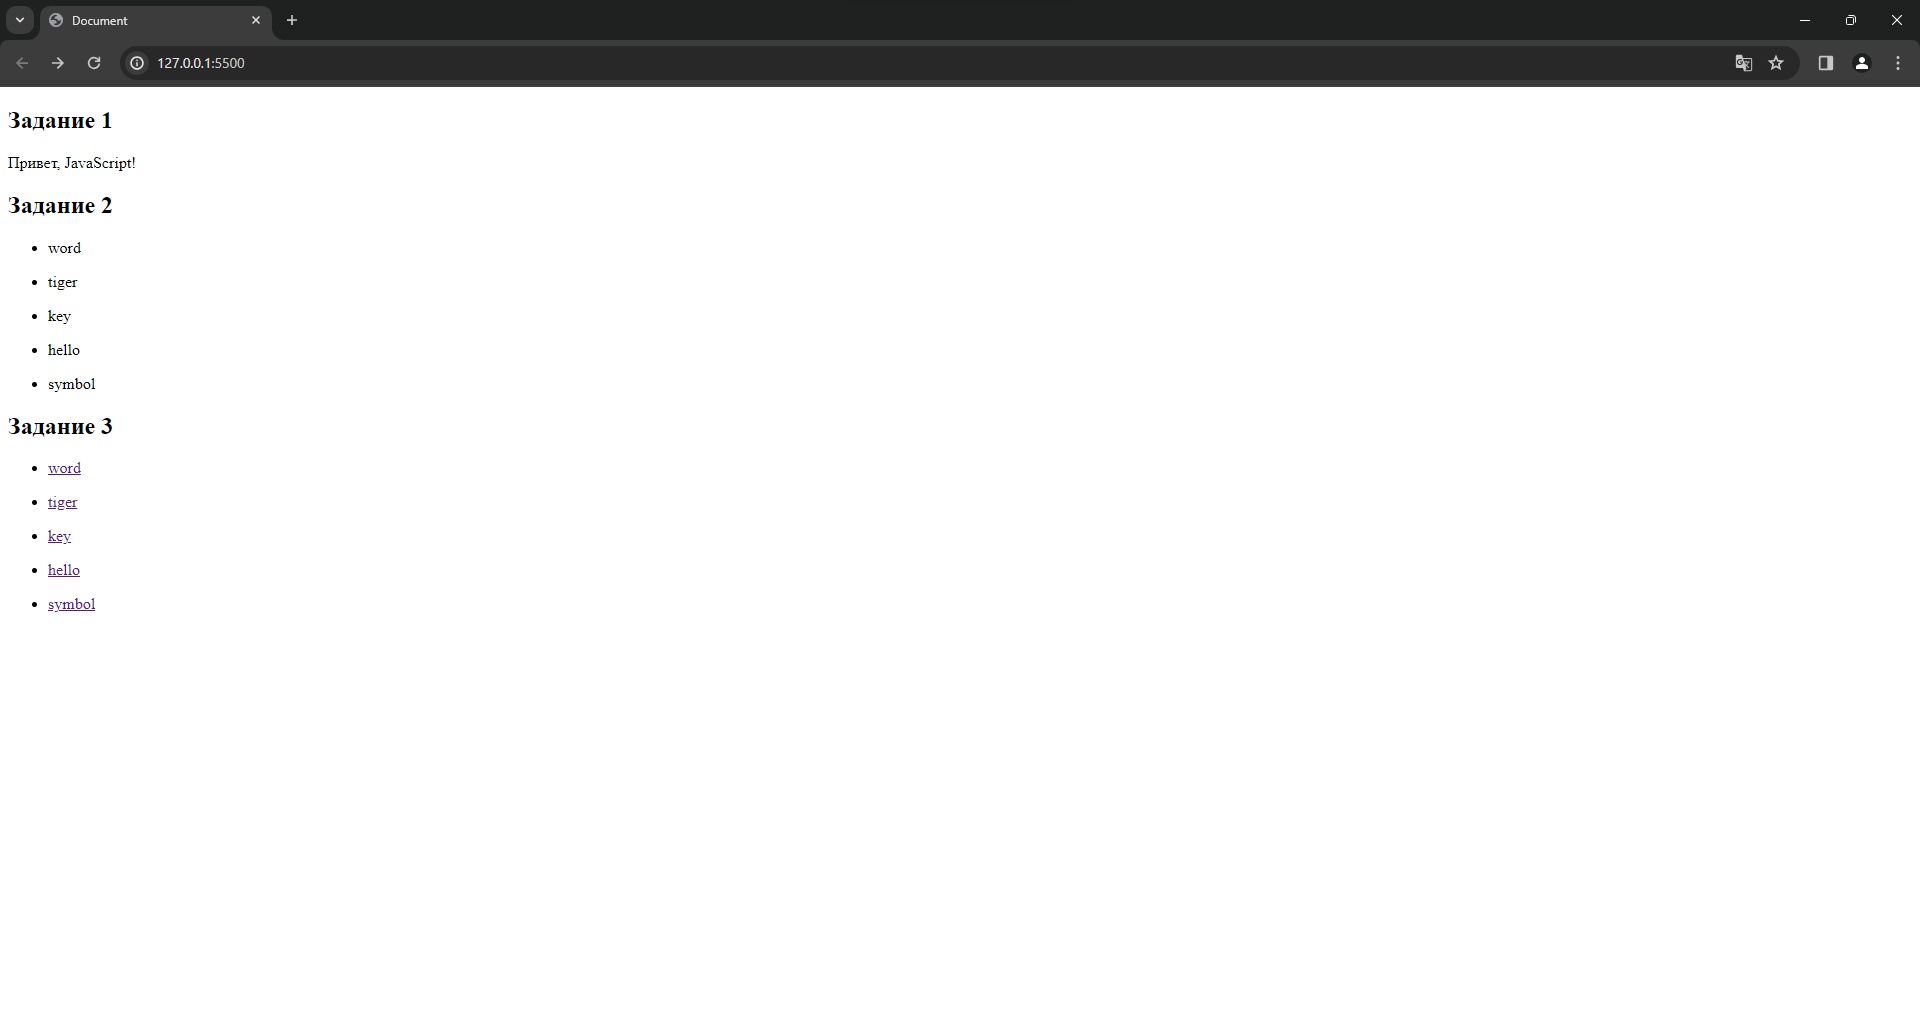 Document
127.0.0.1:5500
Задание 1
Привет, JavaScript!
Задание 2
word
tiger
key
hello
symbol
Задание 3
word
tiger
key
hello
symbol